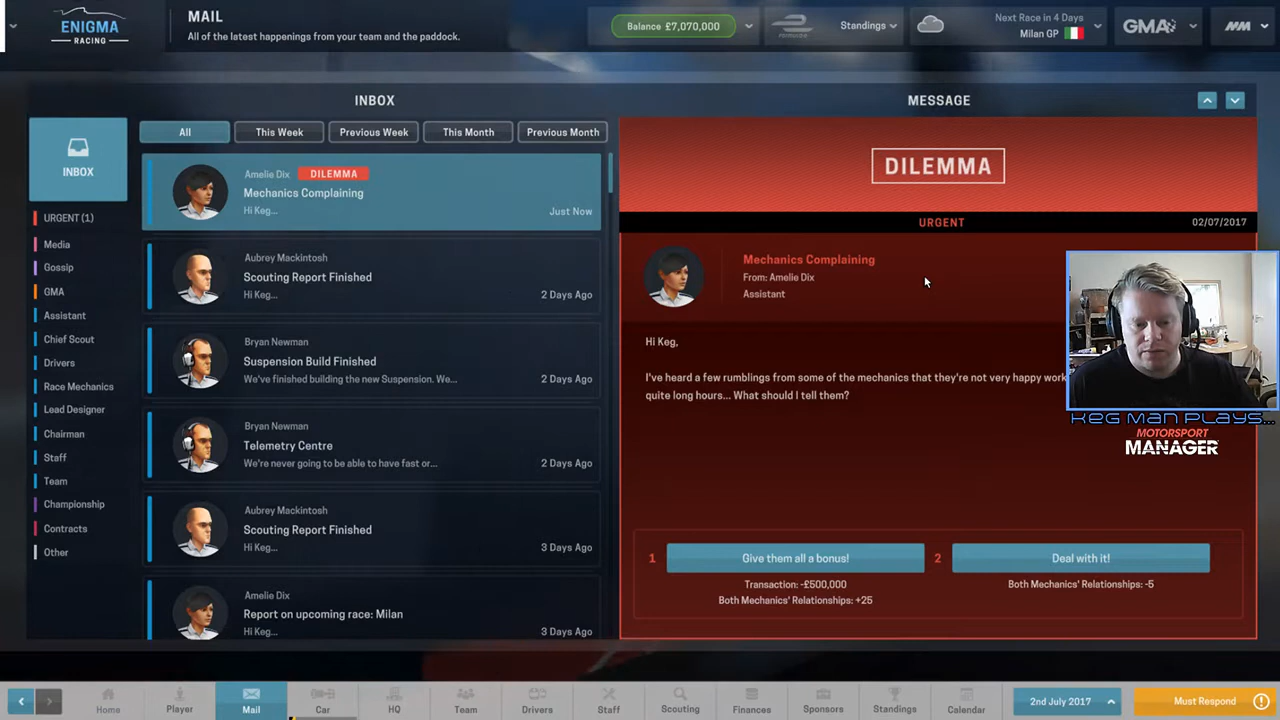 ENIGMA
RACING
MAIL
All of the latest happenings from your team and the paddock.
Balance £7,070,000
Standings
Next Race in 4 Days
Milan GP
GMA
INBOX
MESSAGE
INBOX
All
This Week
Previous Week
This Month
Previous Month
URGENT (1)
Media
Gossip
GMA
Assistant
Chief Scout
Drivers
Race Mechanics
Lead Designer
Chairman
Staff
Team
Championship
Contracts
Other
Amelie Dix DILEMMA
Mechanics Complaining
Hi Keg...
Just Now
Aubrey Mackintosh
Scouting Report Finished
Hi Keg...
2 Days Ago
Bryan Newman
Suspension Build Finished
We've finished building the new Suspension. We...
2 Days Ago
Bryan Newman
Telemetry Centre
We're never going to be able to have fast or...
2 Days Ago
Aubrey Mackintosh
Scouting Report Finished
Hi Keg...
3 Days Ago
Amelie Dix
Report on upcoming race: Milan
Hi Keg...
3 Days Ago
DILEMMA
URGENT
02/07/2017
Mechanics Complaining
From: Amelie Dix
Assistant
Hi Keg,
I've heard a few rumblings from some of the mechanics that they're not very happy work
quite long hours... What should I tell them?
KEG MAN PLAYS...
MOTORSPORT
MANAGER
1 Give them all a bonus!
Transaction: -£500,000
Both Mechanics' Relationships: +25
2 Deal with it!
Both Mechanics' Relationships: -5
Home
Player
Mail
Car
HQ
Team
Drivers
Staff
Scouting
Finances
Sponsors
Standings
Calendar
2nd July 2017
Must Respond